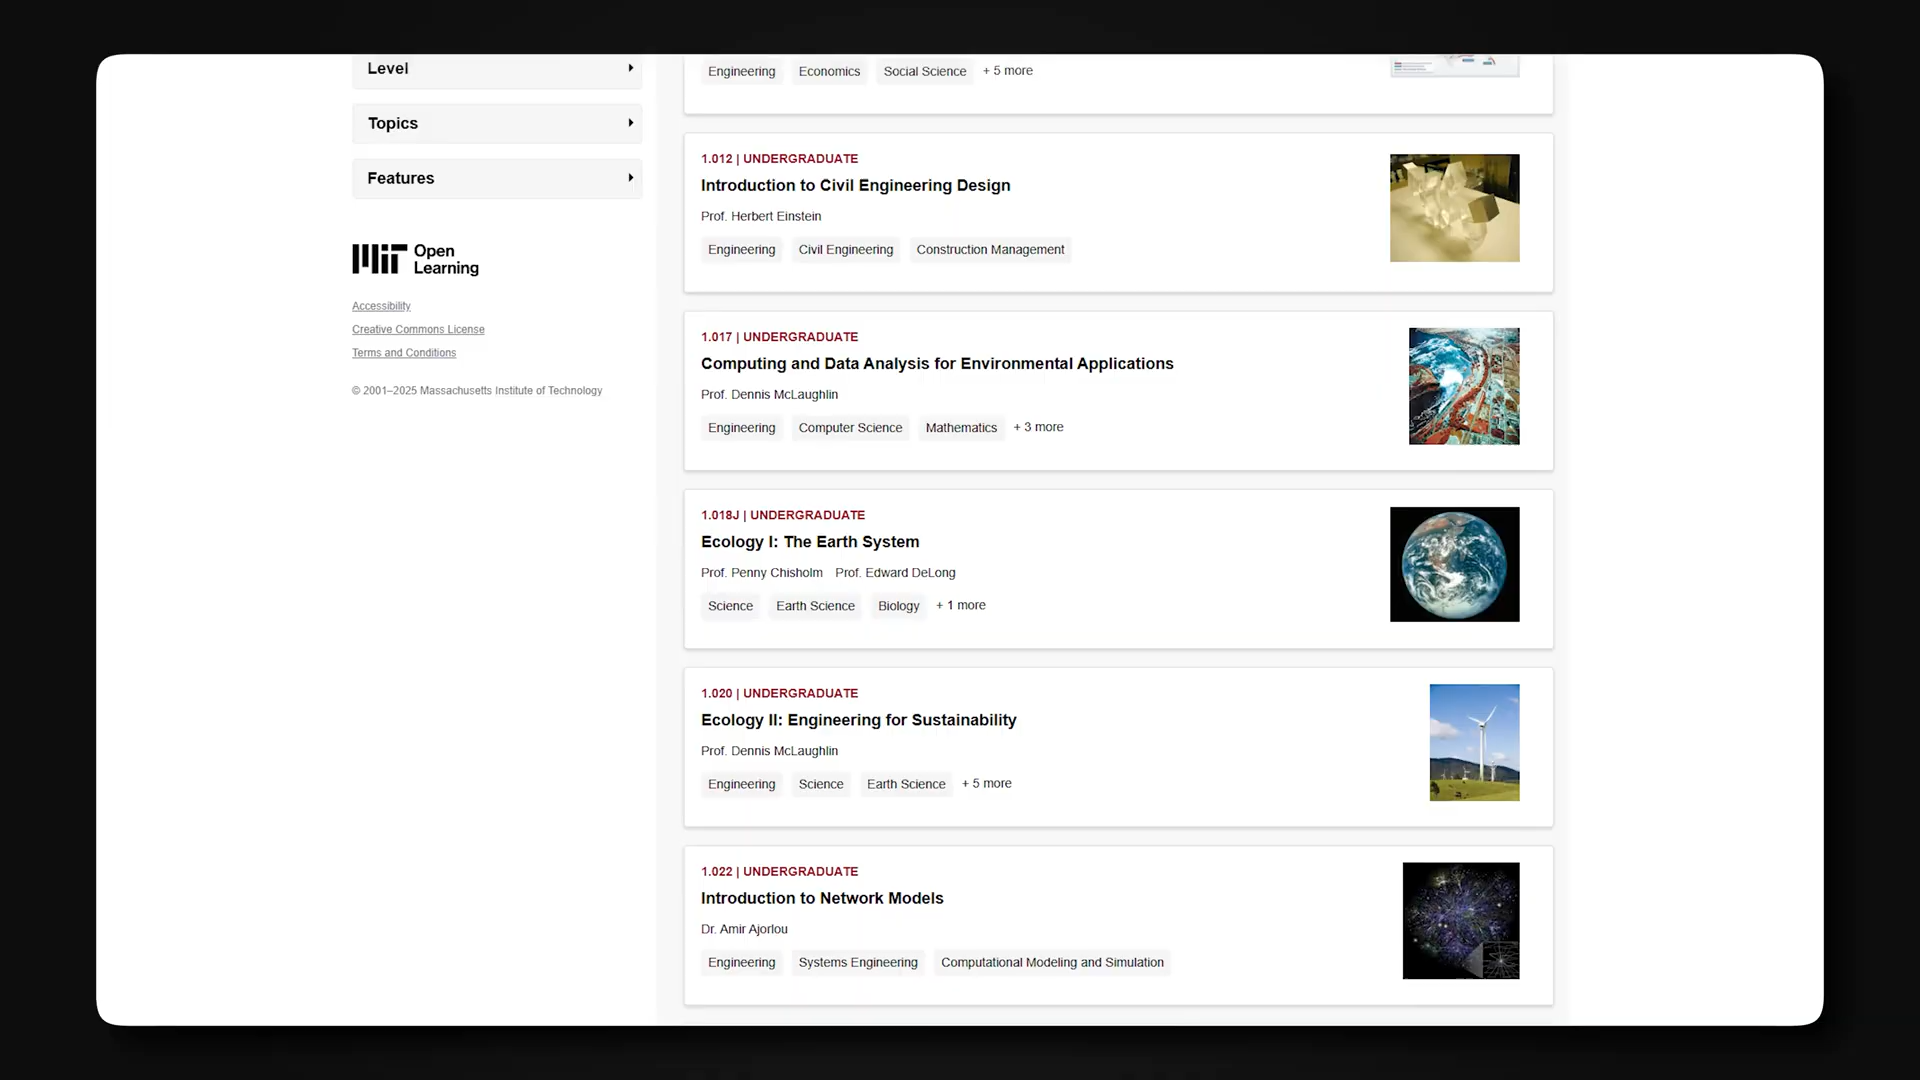 Level
Topics
Features
MIT Open Learning
Accessibility
Creative Commons License
Terms and Conditions
© 2001–2025 Massachusetts Institute of Technology
Engineering Economics Social Science + 5 more
1.012 | UNDERGRADUATE
Introduction to Civil Engineering Design
Prof. Herbert Einstein
Engineering Civil Engineering Construction Management
1.017 | UNDERGRADUATE
Computing and Data Analysis for Environmental Applications
Prof. Dennis McLaughlin
Engineering Computer Science Mathematics + 3 more
1.018J | UNDERGRADUATE
Ecology I: The Earth System
Prof. Penny Chisholm Prof. Edward DeLong
Science Earth Science Biology + 1 more
1.020 | UNDERGRADUATE
Ecology II: Engineering for Sustainability
Prof. Dennis McLaughlin
Engineering Science Earth Science + 5 more
1.022 | UNDERGRADUATE
Introduction to Network Models
Dr. Amir Ajorlou
Engineering Systems Engineering Computational Modeling and Simulation